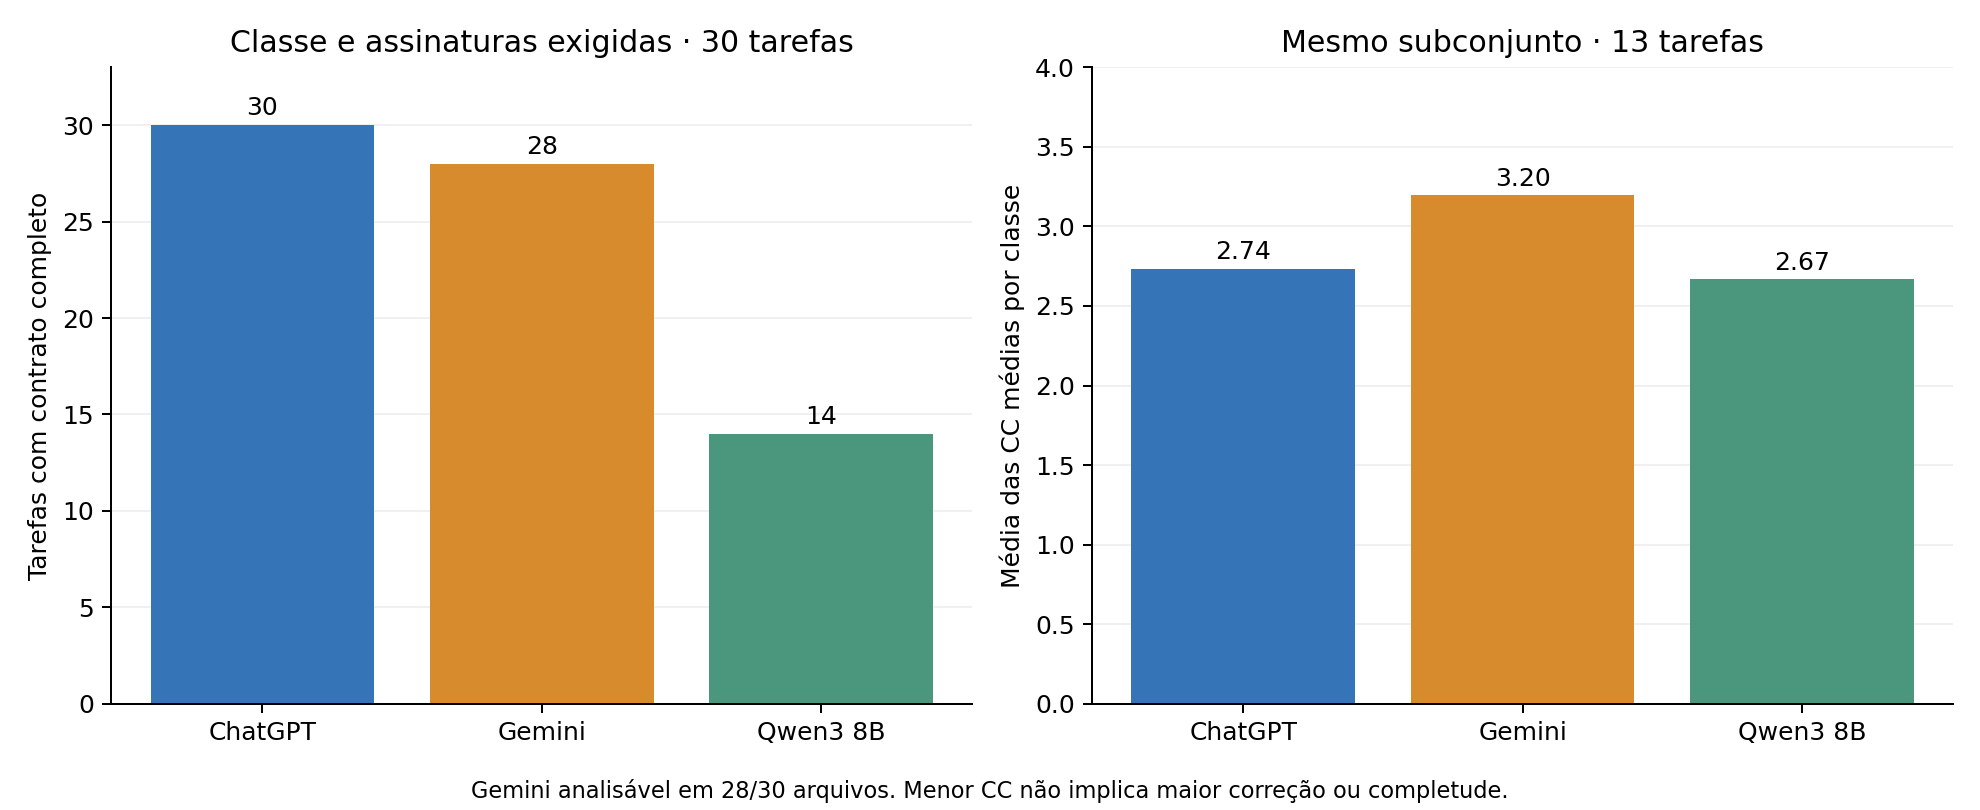 Classe e assinaturas exigidas · 30 tarefas
Tarefas com contrato completo
30
25
20
15
10
5
0
30
28
14
ChatGPT
Gemini
Qwen3 8B
Mesmo subconjunto · 13 tarefas
Média das CC médias por classe
4.0
3.5
3.0
2.5
2.0
1.5
1.0
0.5
0.0
2.74
3.20
2.67
ChatGPT
Gemini
Qwen3 8B
Gemini analisável em 28/30 arquivos. Menor CC não implica maior correção ou completude.